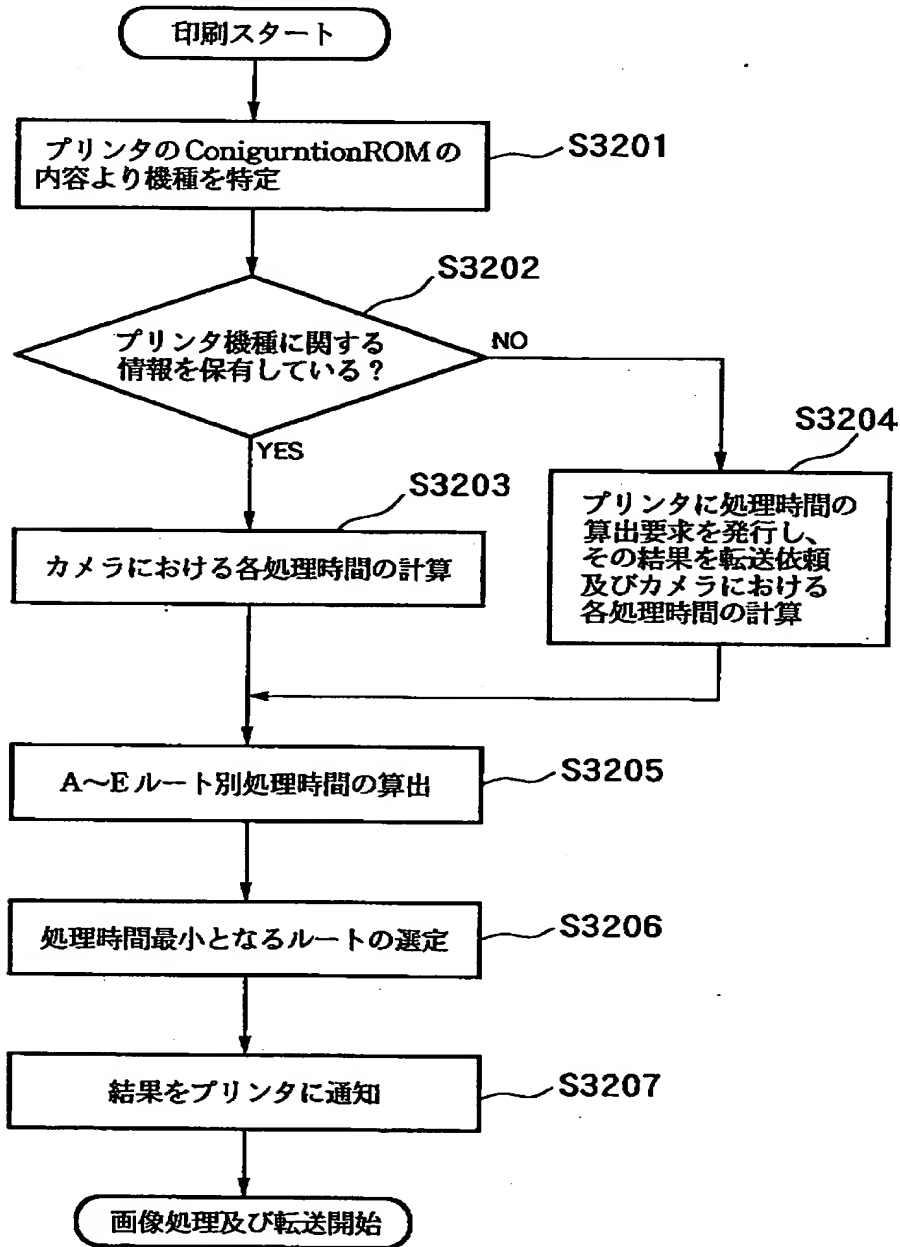 印刷スタート
プリンタのConigurntionROMの
内容より機種を特定
S3201
S3202
プリンタ機種に関する
情報を保有している？
NO
YES
S3204
プリンタに処理時間の
算出要求を発行し、
その結果を転送依頼
及びカメラにおける
各処理時間の計算
S3203
カメラにおける各処理時間の計算
A～Eルート別処理時間の算出
S3205
処理時間最小となるルートの選定
S3206
結果をプリンタに通知
S3207
画像処理及び転送開始